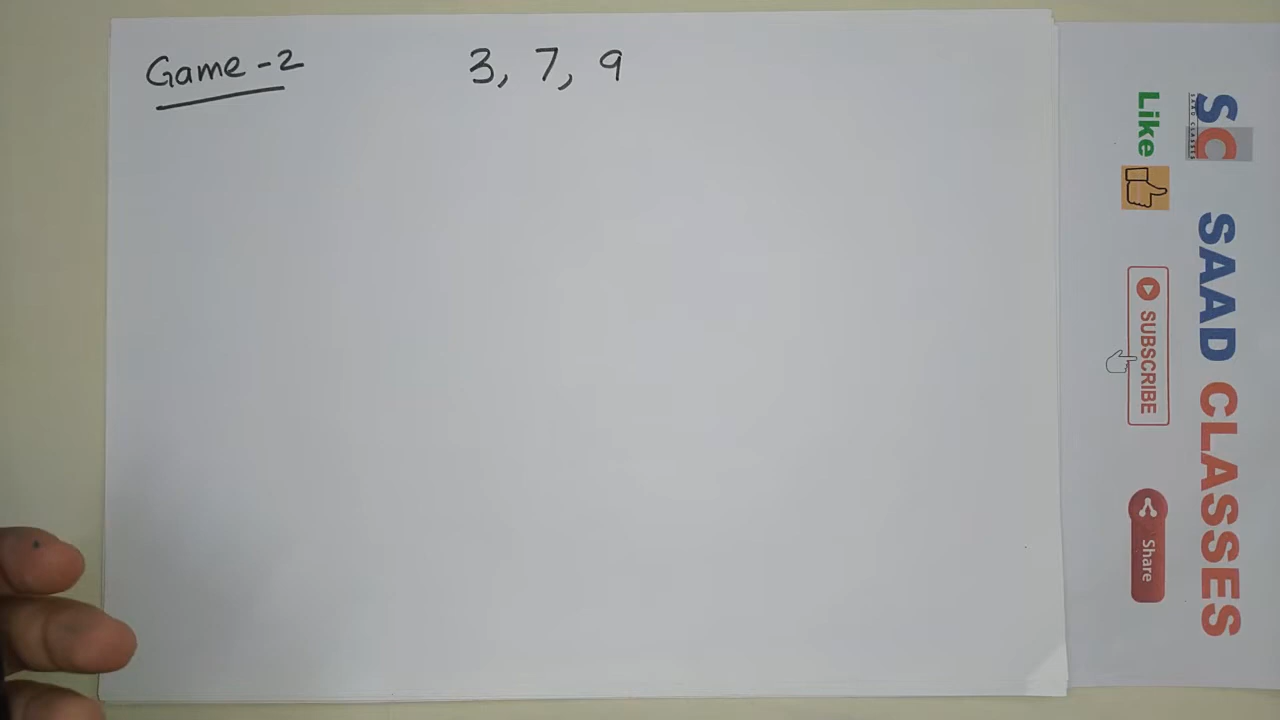 Game-2 3, 7, 9
Like
SC
SUBSCRIBE
Share
SAAD CLASSES